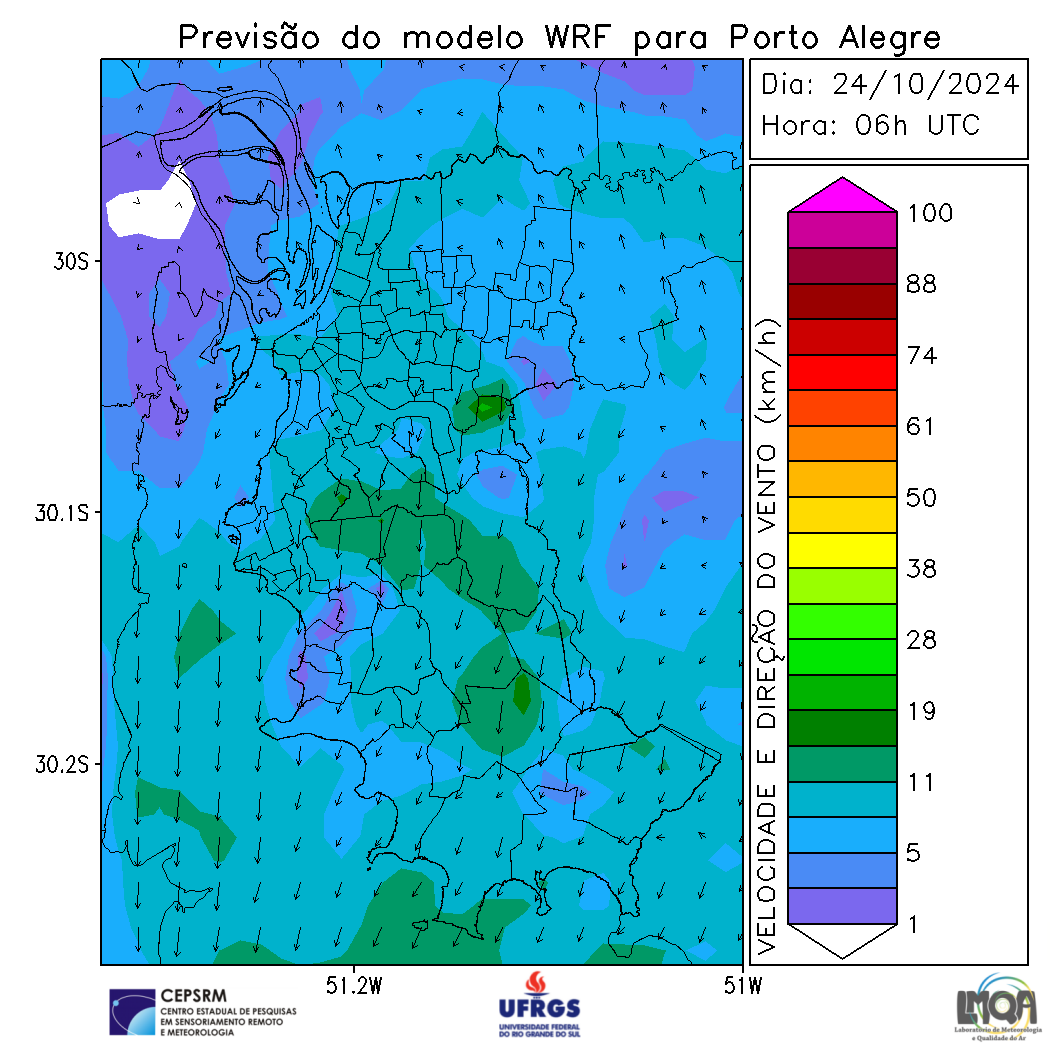 Previsão do modelo WRF para Porto Alegre
Dia: 24/10/2024
Hora: 06h UTC
30S
30.1S
30.2S
51.2W
51W
VELOCIDADE E DIREÇÃO DO VENTO (km/h)
100
88
74
61
50
38
28
19
11
5
1
CEPSRM
CENTRO ESTADUAL DE PESQUISAS
EM SENSORIAMENTO REMOTO
E METEOROLOGIA
UFRGS
UNIVERSIDADE FEDERAL
DO RIO GRANDE DO SUL
LMQA
Laboratório de Meteorologia
e Qualidade do Ar